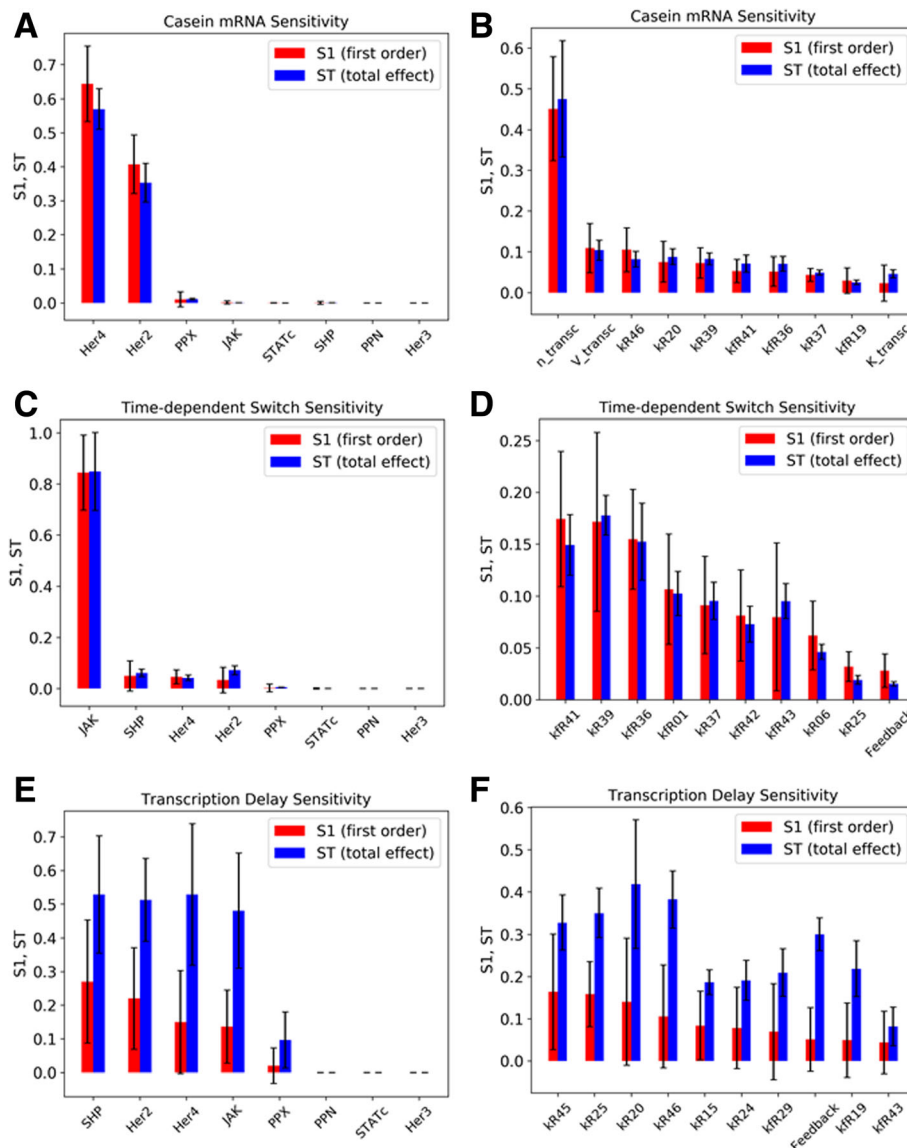 A
Casein mRNA Sensitivity
S1 (first order)
ST (total effect)
S1, ST
0.7
0.6
0.5
0.4
0.3
0.2
0.1
0.0
Her4 Her2 PPX JAK STATc SHP PPN Her3
B
Casein mRNA Sensitivity
S1 (first order)
ST (total effect)
S1, ST
0.6
0.5
0.4
0.3
0.2
0.1
0.0
n_transc V_transc kR46 kR20 kR39 kfR41 kfR36 kR37 kfR19 K_transc
C
Time-dependent Switch Sensitivity
S1 (first order)
ST (total effect)
S1, ST
1.0
0.8
0.6
0.4
0.2
0.0
JAK SHP Her4 Her2 PPX STATc PPN Her3
D
Time-dependent Switch Sensitivity
S1 (first order)
ST (total effect)
S1, ST
0.25
0.20
0.15
0.10
0.05
0.00
kfR41 kR39 kfR36 kfR01 kR37 kfR42 kfR43 kR06 kR25 Feedback
E
Transcription Delay Sensitivity
S1 (first order)
ST (total effect)
S1, ST
0.7
0.6
0.5
0.4
0.3
0.2
0.1
0.0
SHP Her2 Her4 JAK PPX PPN STATc Her3
F
Transcription Delay Sensitivity
S1 (first order)
ST (total effect)
S1, ST
0.6
0.5
0.4
0.3
0.2
0.1
0.0
kR45 kR25 kR20 kR46 kR15 kR24 kfR29 Feedback kfR19 kfR43